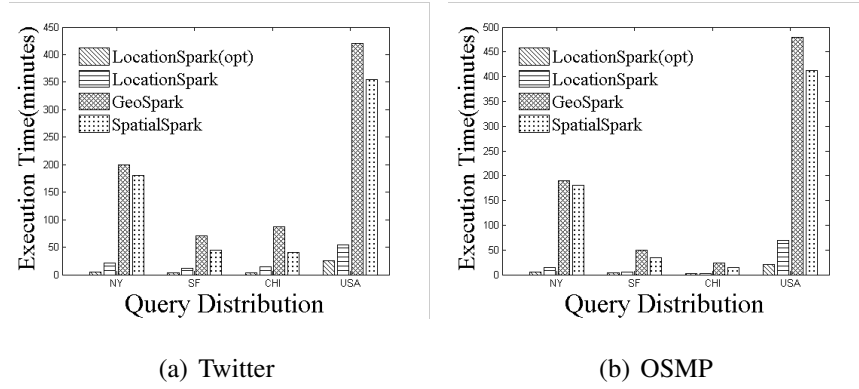 450
400
350
300
250
200
150
100
50
0
Execution Time(minutes)
LocationSpark(opt)
LocationSpark
GeoSpark
SpatialSpark
NY SF CHI USA
Query Distribution
(a) Twitter
500
450
400
350
300
250
200
150
100
50
0
Execution Time(minutes)
LocationSpark(opt)
LocationSpark
GeoSpark
SpatialSpark
NY SF CHI USA
Query Distribution
(b) OSMP